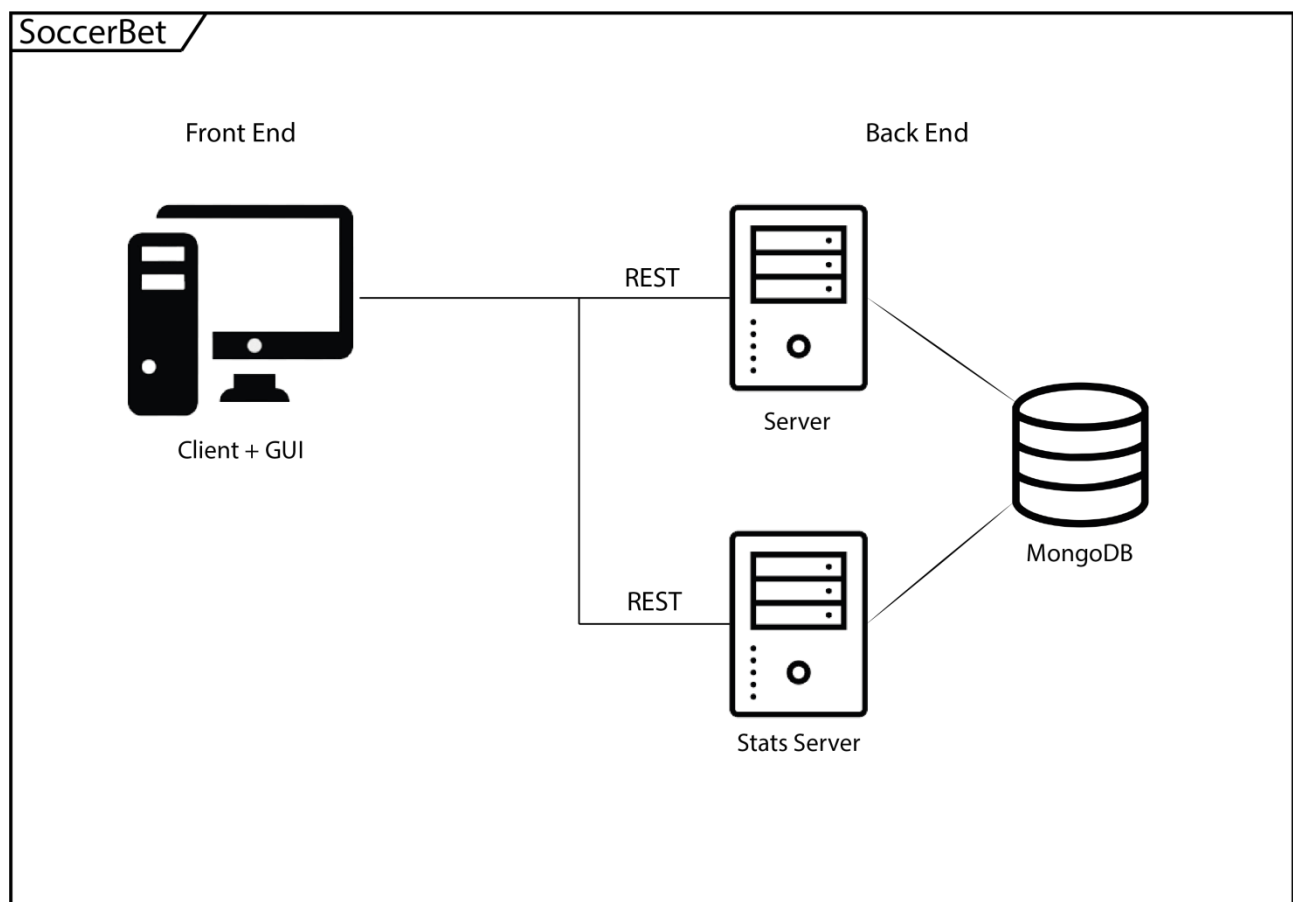 SoccerBet
Front End
Back End
REST
Server
Client + GUI
MongoDB
REST
Stats Server